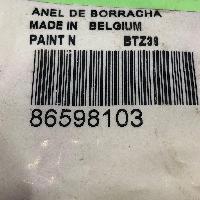 ANEL DE BORRACHA
MADE IN BELGIUM
PAINT N BTZ39
86598103